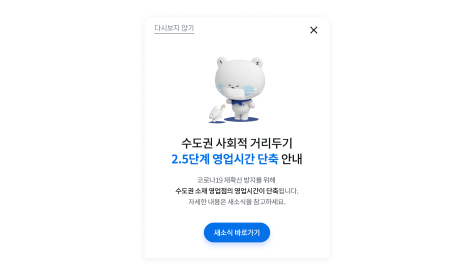 다시보지 않기
수도권 사회적 거리두기
2.5단계 영업시간 단축 안내
코로나19 재확산 방지를 위해
수도권 소재 영업점의 영업시간이 단축됩니다.
자세한 내용은 새소식을 참고하세요.
새소식 바로가기